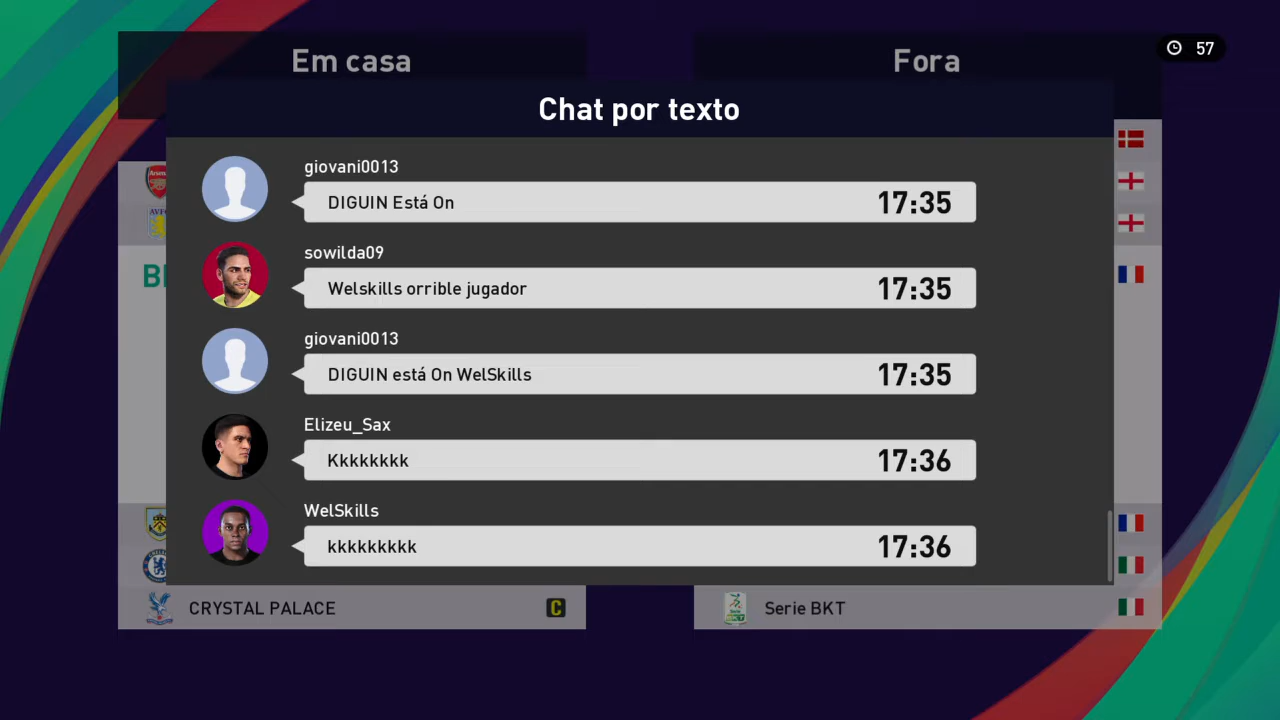 Em casa
Fora
57
Chat por texto
giovani0013
DIGUIN Está On
17:35
sowilda09
Welskills orrible jugador
17:35
giovani0013
DIGUIN está On WelSkills
17:35
Elizeu_Sax
Kkkkkkkk
17:36
WelSkills
kkkkkkkkk
17:36
CRYSTAL PALACE
C
Serie BKT